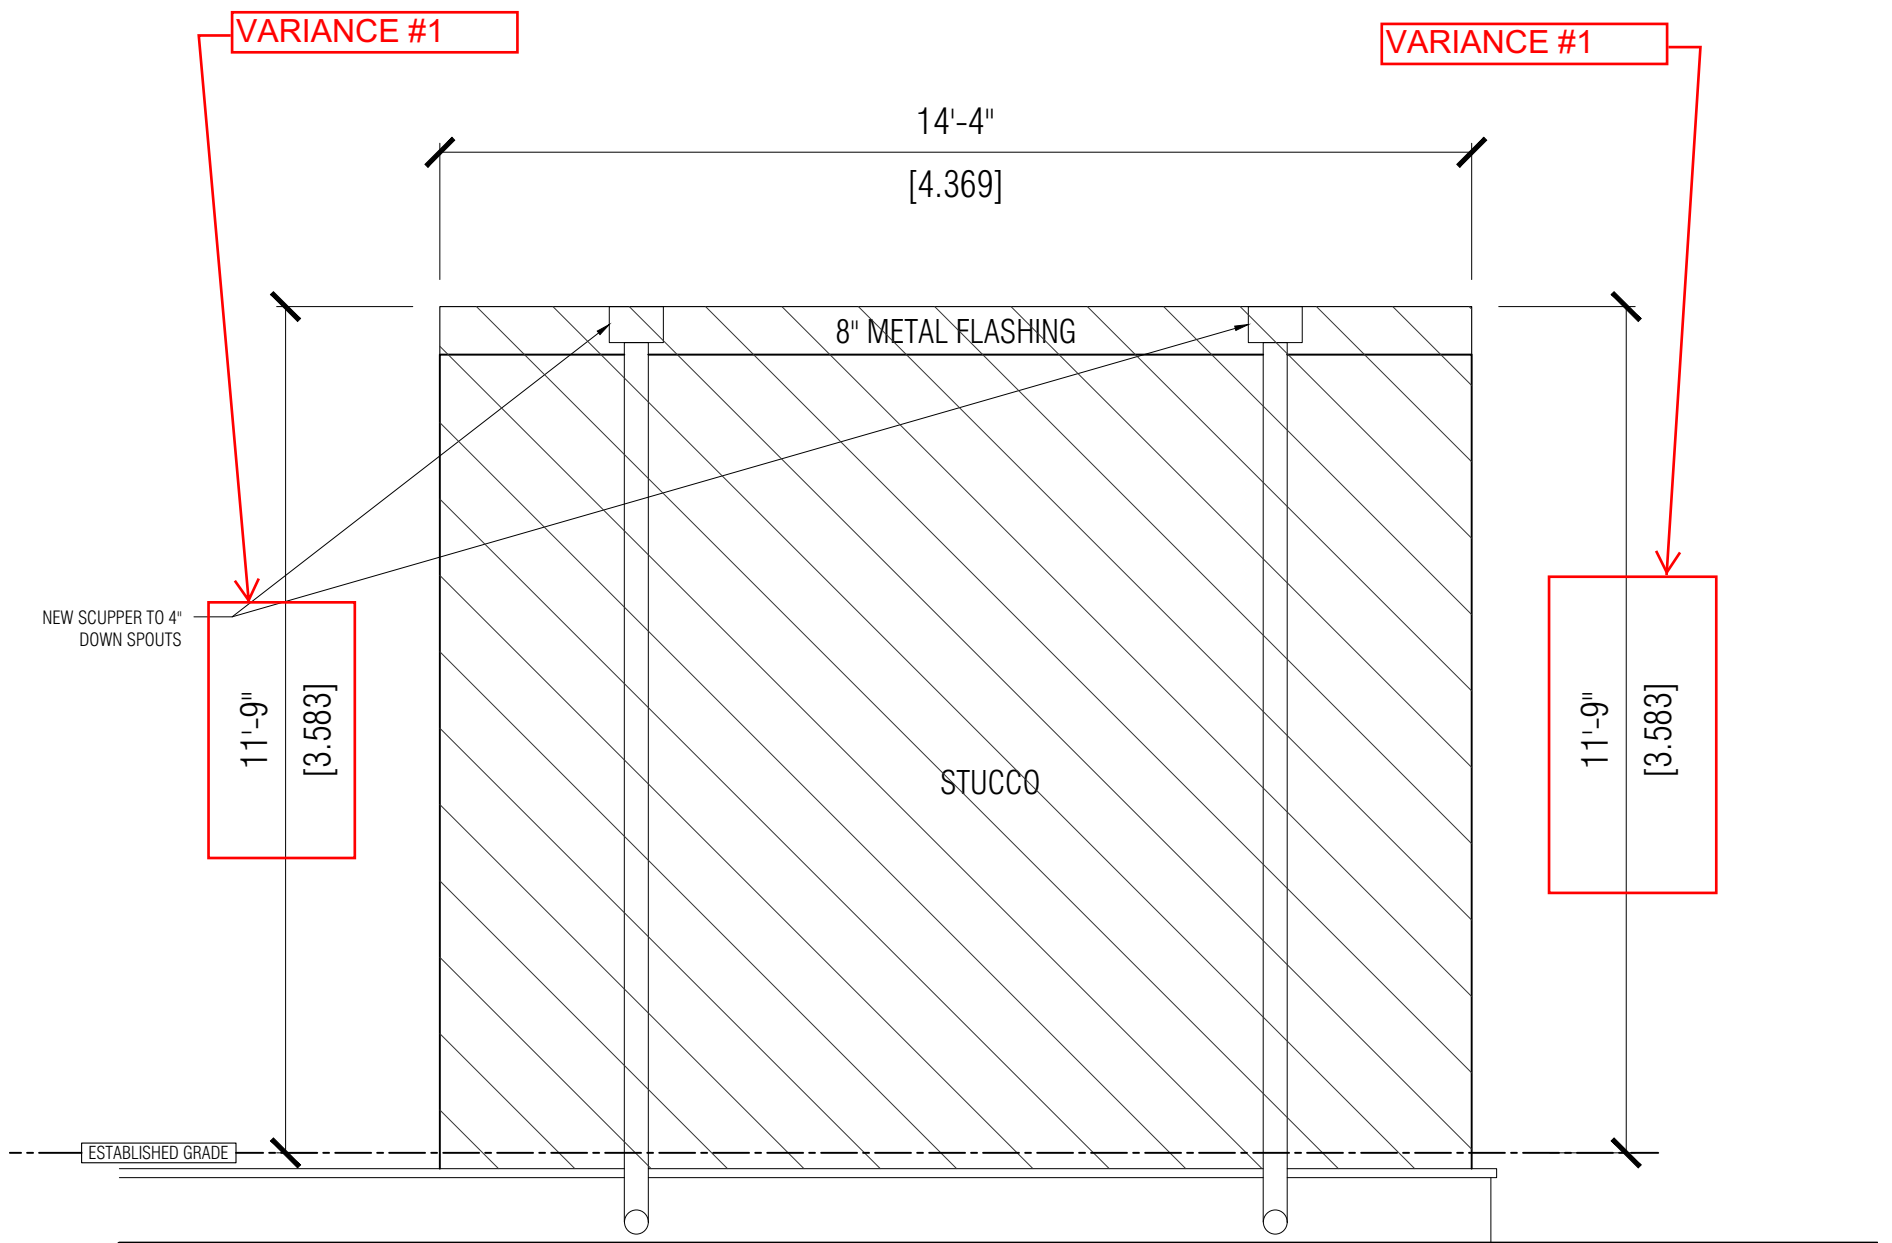 VARIANCE #1
VARIANCE #1
14'-4"
[4.369]
8" METAL FLASHING
NEW SCUPPER TO 4"
DOWN SPOUTS
11'-9"
[3.583]
STUCCO
11'-9"
[3.583]
ESTABLISHED GRADE